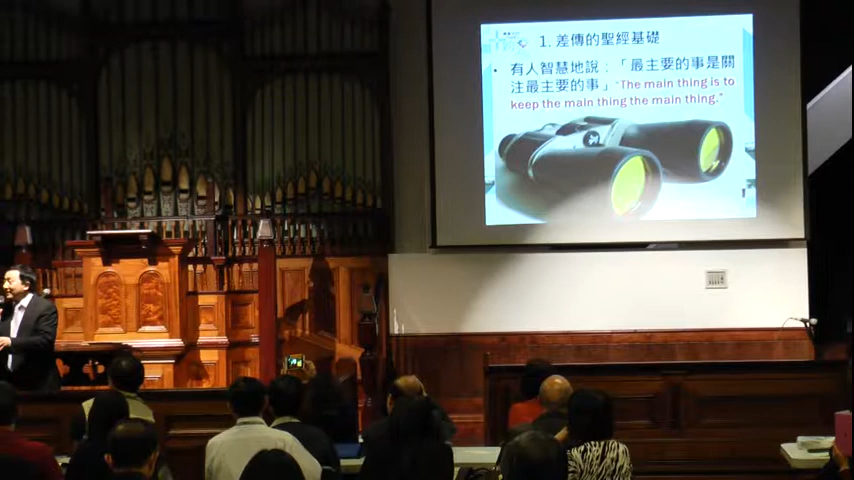 1. 差傳的聖經基礎
• 有人智慧地說：「最主要的事是關
注最主要的事」“The main thing is to
keep the main thing the main thing.”